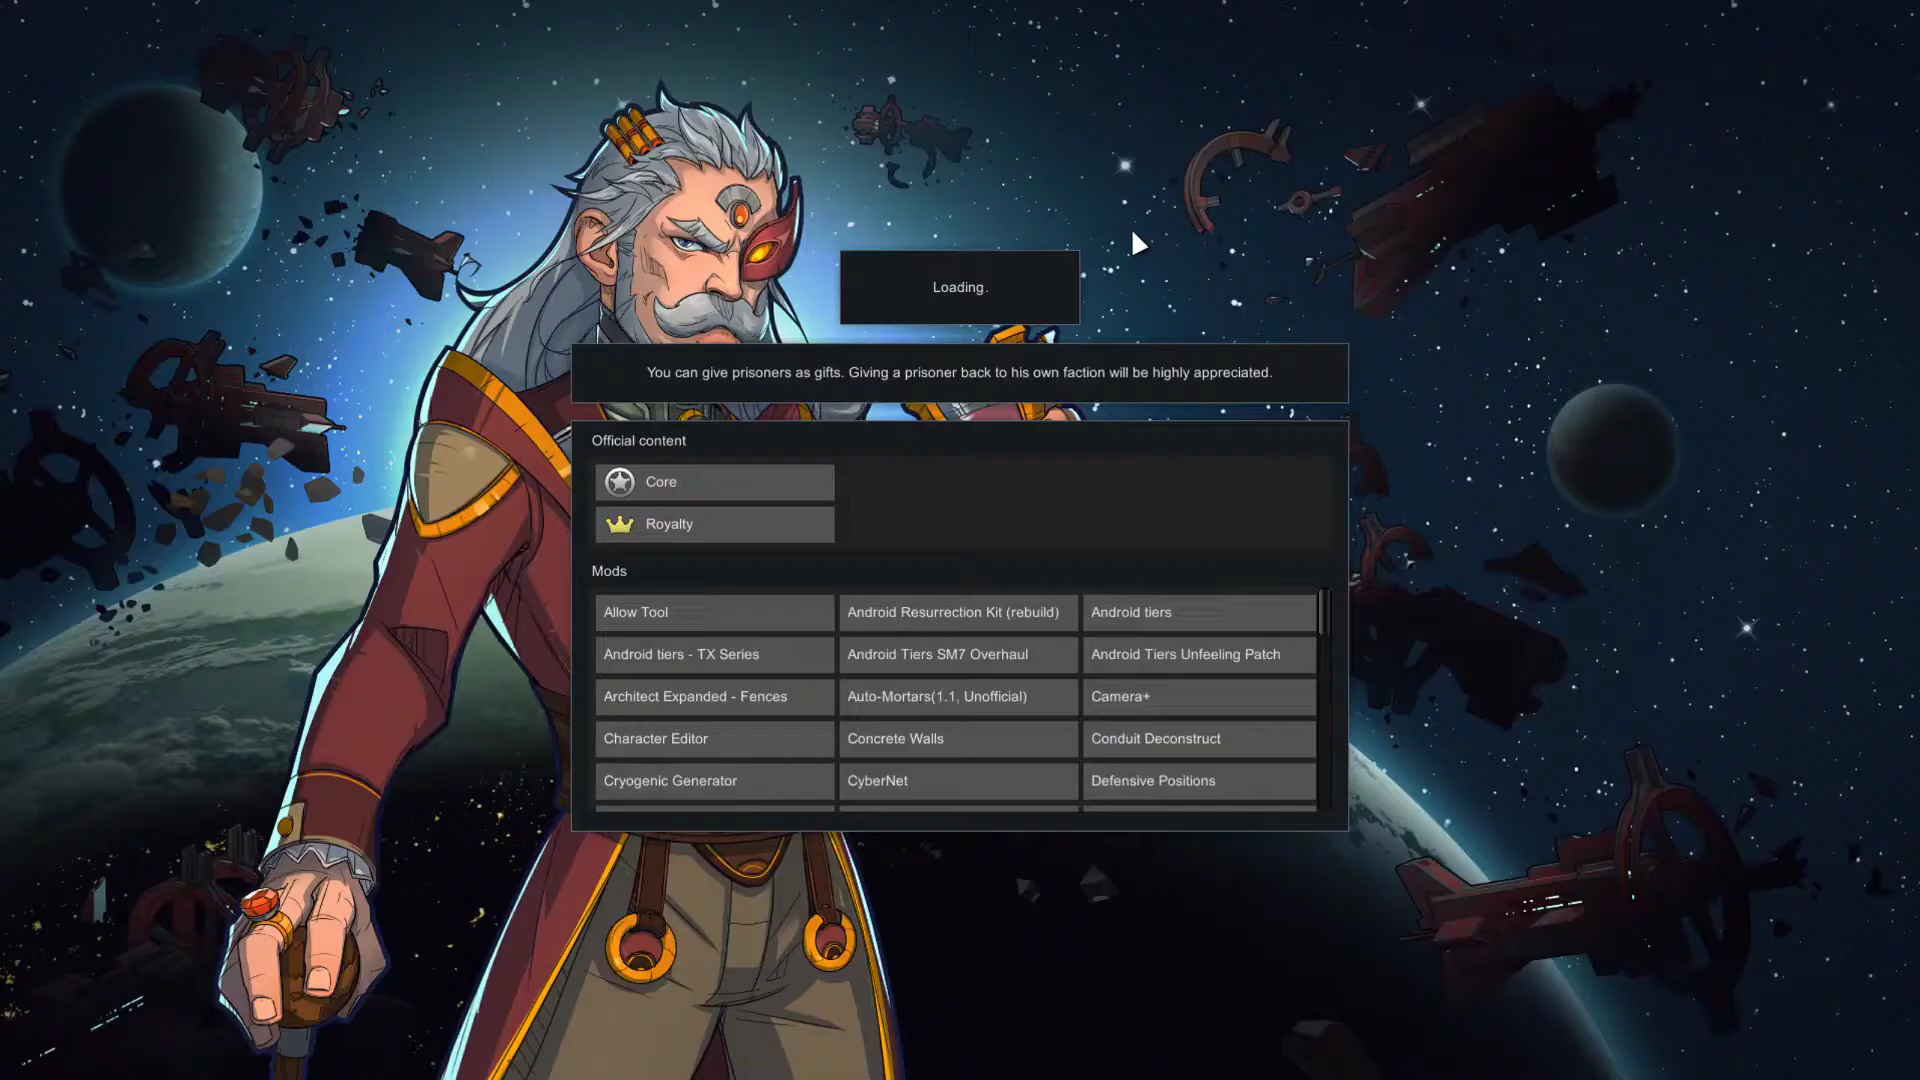 Loading.
You can give prisoners as gifts. Giving a prisoner back to his own faction will be highly appreciated.
Official content
Core
Royalty
Mods
Allow Tool
Android Resurrection Kit (rebuild)
Android tiers
Android tiers - TX Series
Android Tiers SM7 Overhaul
Android Tiers Unfeeling Patch
Architect Expanded - Fences
Auto-Mortars(1.1, Unofficial)
Camera+
Character Editor
Concrete Walls
Conduit Deconstruct
Cryogenic Generator
CyberNet
Defensive Positions